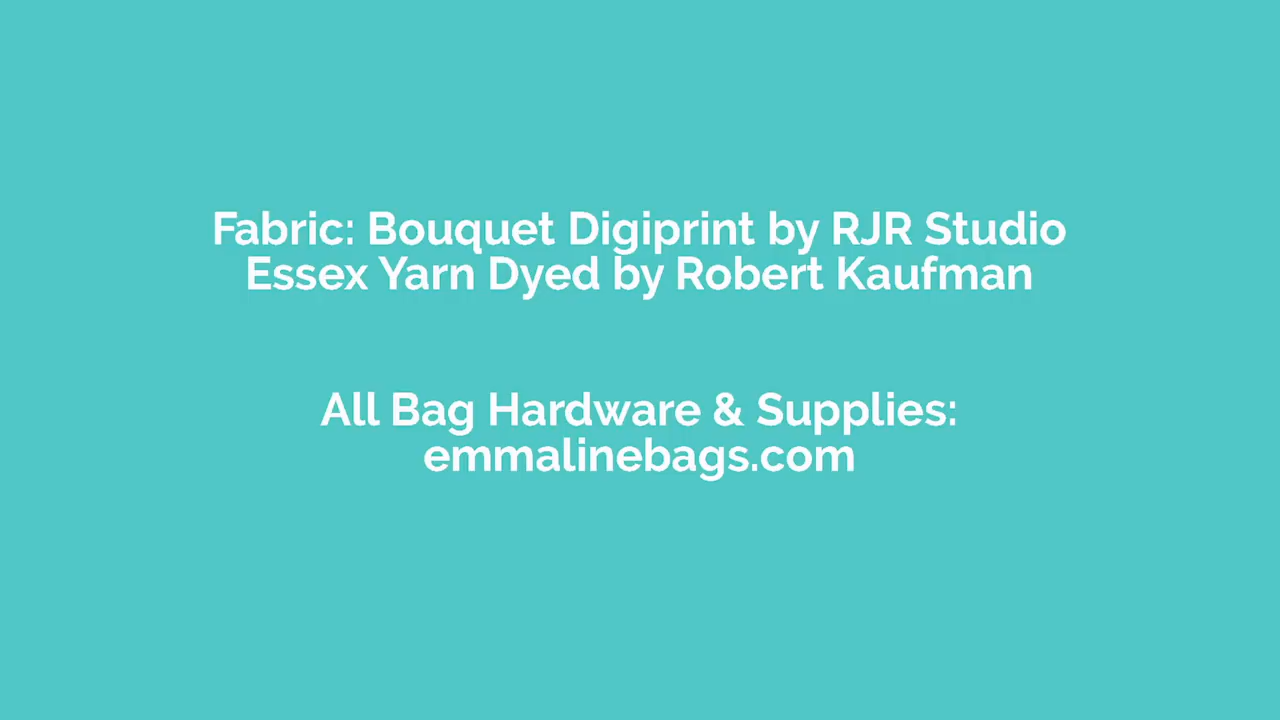 Fabric: Bouquet Digiprint by RJR Studio
Essex Yarn Dyed by Robert Kaufman
All Bag Hardware & Supplies:
emmalinebags.com